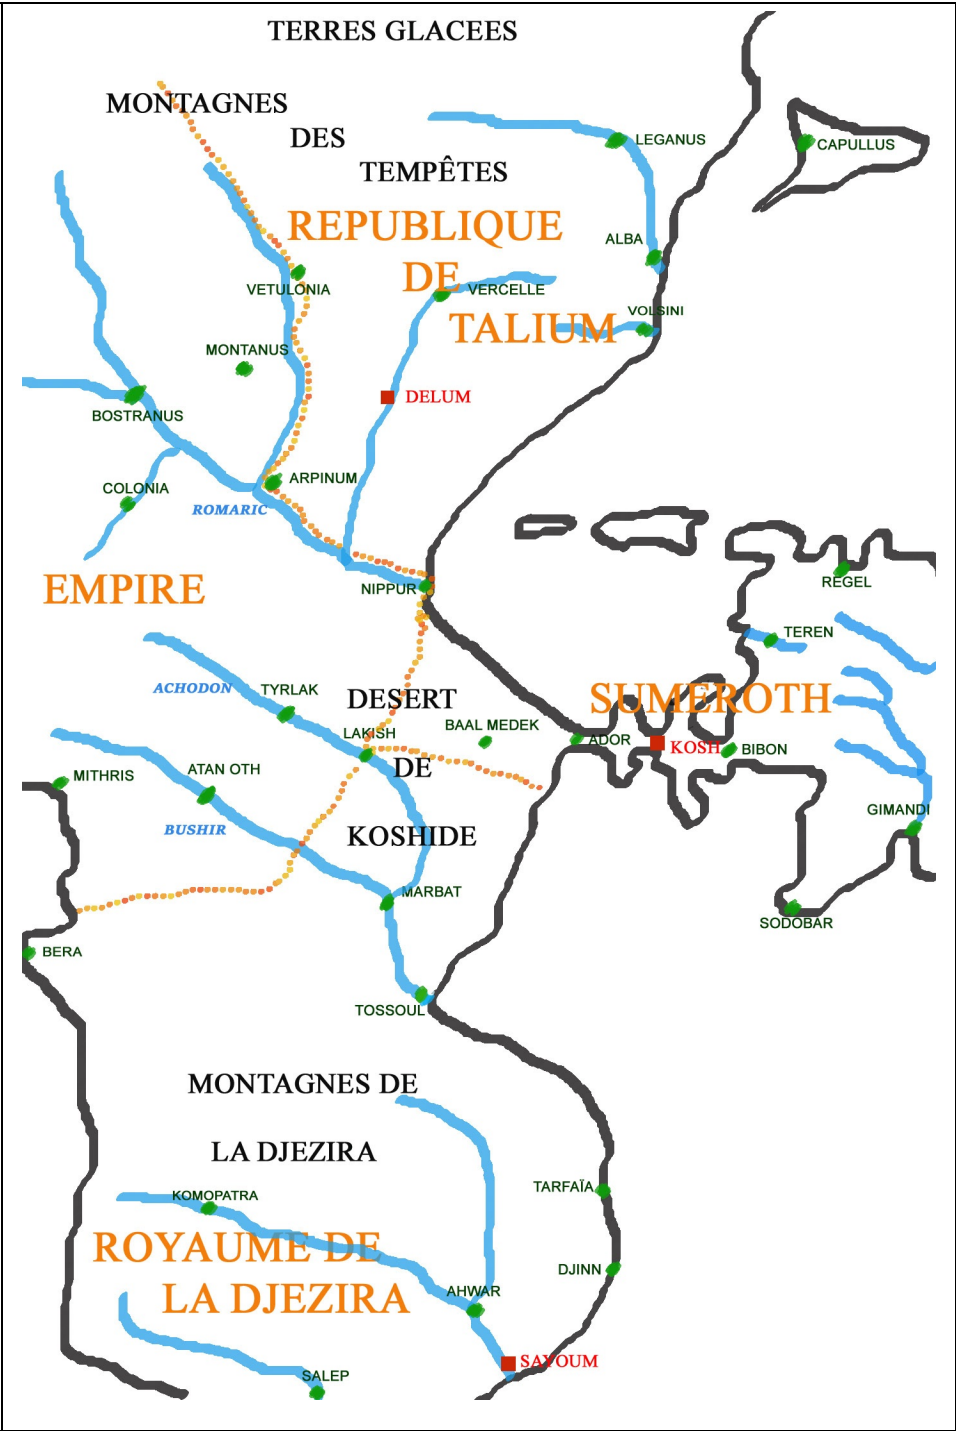 TERRES GLACEES
MONTAGNES
DES
TEMPÊTES
LEGANUS
CAPULLUS
REPUBLIQUE
DE
TALIUM
ALBA
VETULONIA
VERCELLE
VOLSINI
MONTANUS
DELUM
BOSTRANUS
COLONIA
ARPINUM
ROMARIC
EMPIRE
NIPPUR
REGEL
TEREN
ACHODON
TYRLAK
DESERT
DE
KOSHIDE
SUMEROTH
LAKISH
BAAL MEDEK
ADOR
KOSH
BIBON
MITHRIS
ATAN OTH
BUSHIR
GIMANDI
MARBAT
SODOBAR
BERA
TOSSOUL
MONTAGNES DE
LA DJEZIRA
KOMOPATRA
TARFAÏA
ROYAUME DE
LA DJEZIRA
DJINN
AHWAR
SAYOUM
SALEP